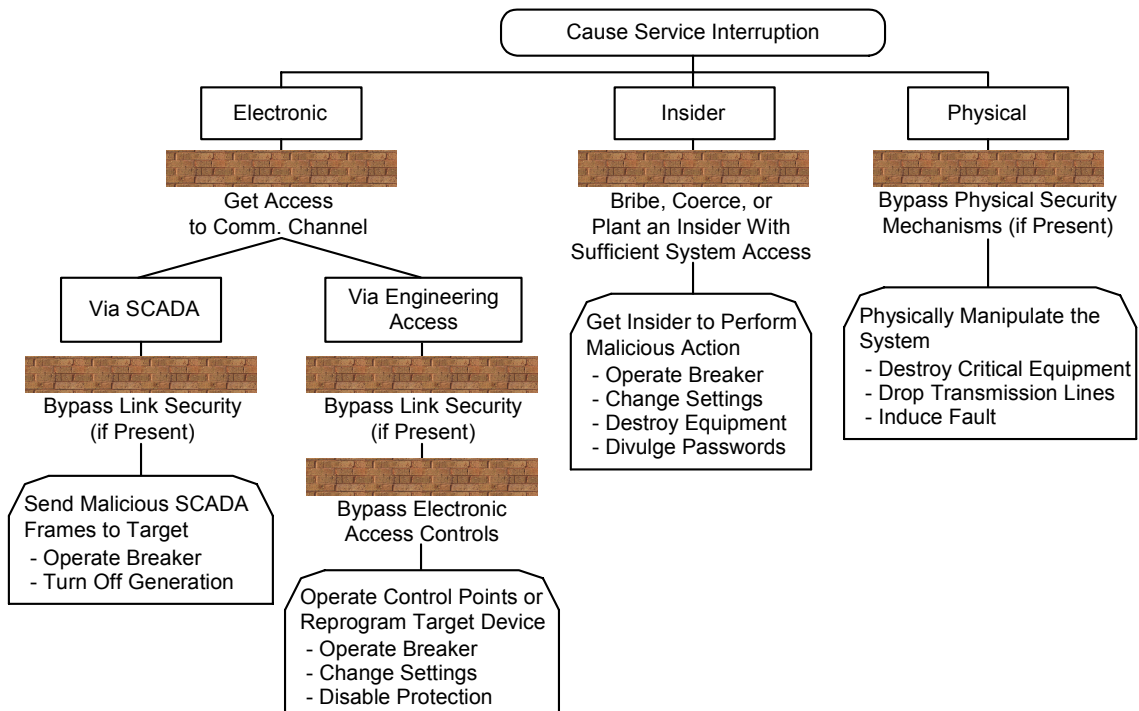 Cause Service Interruption
Electronic
Insider
Physical
Get Access
to Comm. Channel
Bribe, Coerce, or
Plant an Insider With
Sufficient System Access
Bypass Physical Security
Mechanisms (if Present)
Via SCADA
Via Engineering
Access
Get Insider to Perform
Malicious Action
- Operate Breaker
- Change Settings
- Destroy Equipment
- Divulge Passwords
Physically Manipulate the
System
- Destroy Critical Equipment
- Drop Transmission Lines
- Induce Fault
Bypass Link Security
(if Present)
Bypass Link Security
(if Present)
Send Malicious SCADA
Frames to Target
- Operate Breaker
- Turn Off Generation
Bypass Electronic
Access Controls
Operate Control Points or
Reprogram Target Device
- Operate Breaker
- Change Settings
- Disable Protection